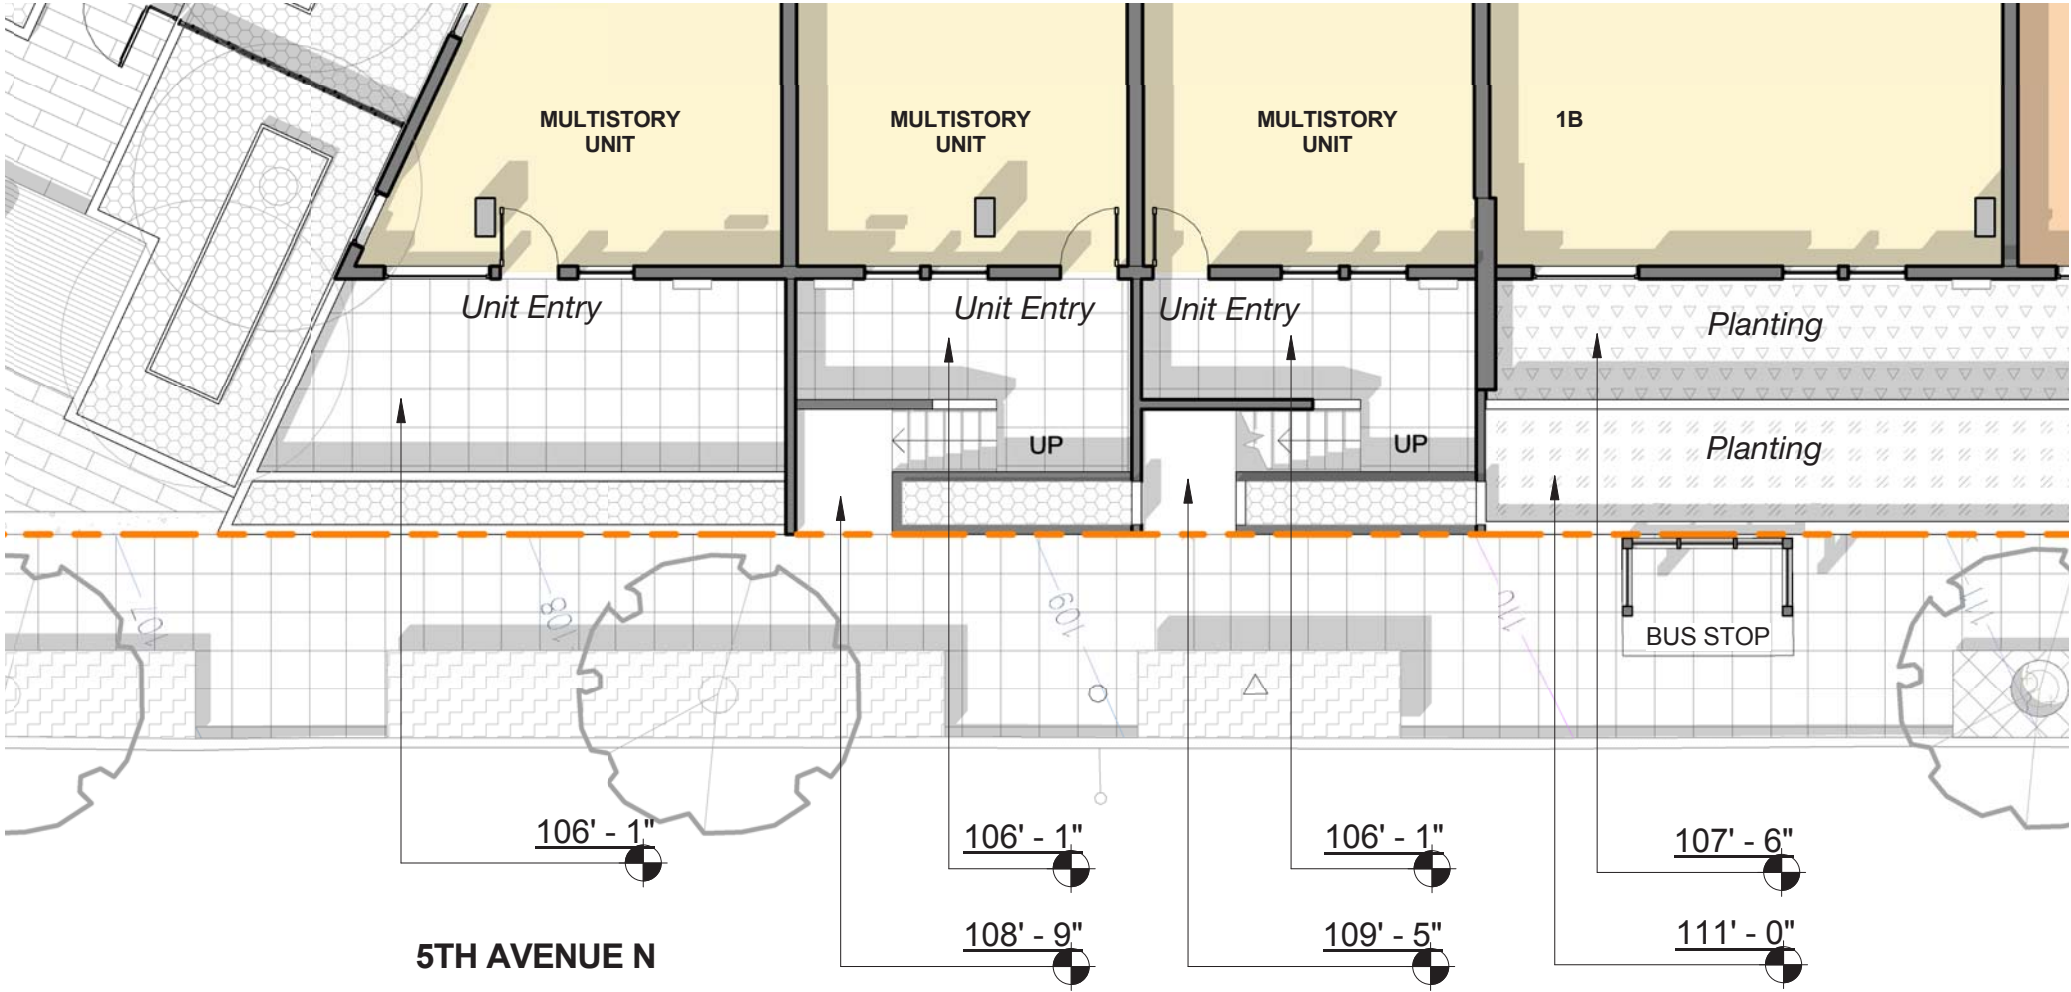 MULTISTORY
UNIT
MULTISTORY
UNIT
MULTISTORY
UNIT
1B
Unit Entry
Unit Entry
Unit Entry
Planting
UP
UP
Planting
107
108
109
110
111
BUS STOP
106' - 1"
106' - 1"
106' - 1"
107' - 6"
5TH AVENUE N
108' - 9"
109' - 5"
111' - 0"